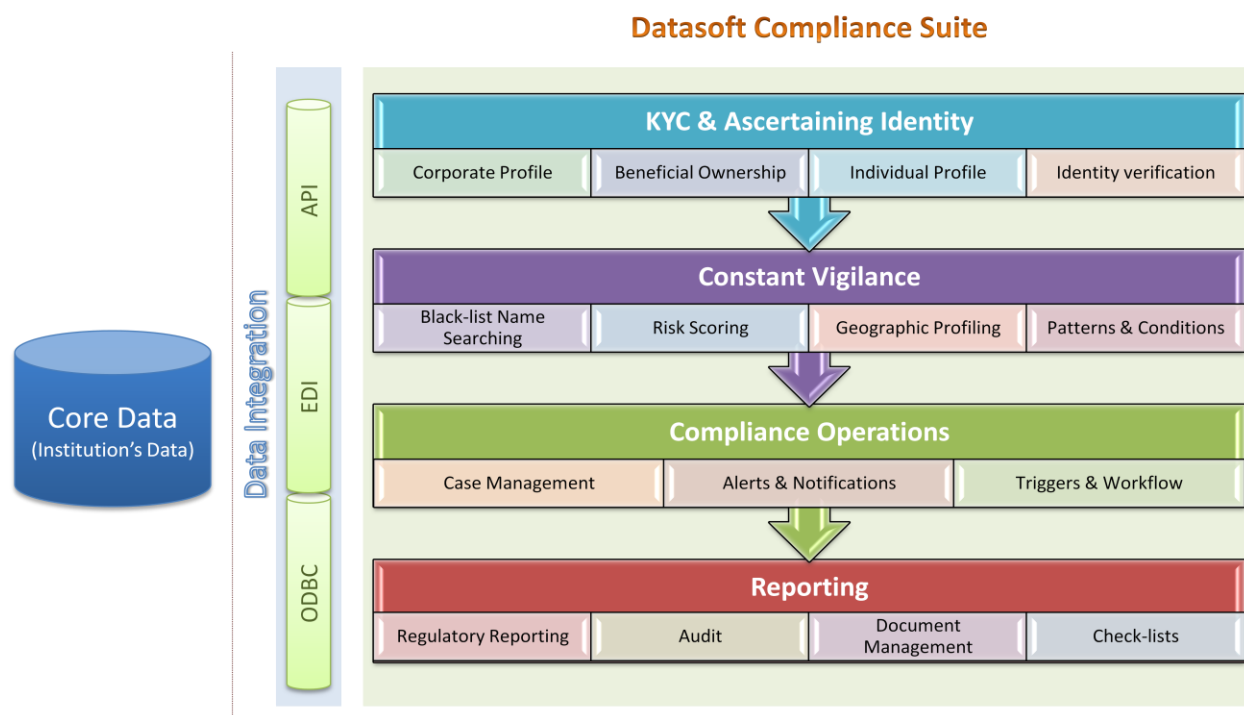 Datasoft Compliance Suite
Core Data
(Institution's Data)
Data Integration
API
EDI
ODBC
KYC & Ascertaining Identity
Corporate Profile
Beneficial Ownership
Individual Profile
Identity verification
Constant Vigilance
Black-list Name
Searching
Risk Scoring
Geographic Profiling
Patterns & Conditions
Compliance Operations
Case Management
Alerts & Notifications
Triggers & Workflow
Reporting
Regulatory Reporting
Audit
Document
Management
Check-lists